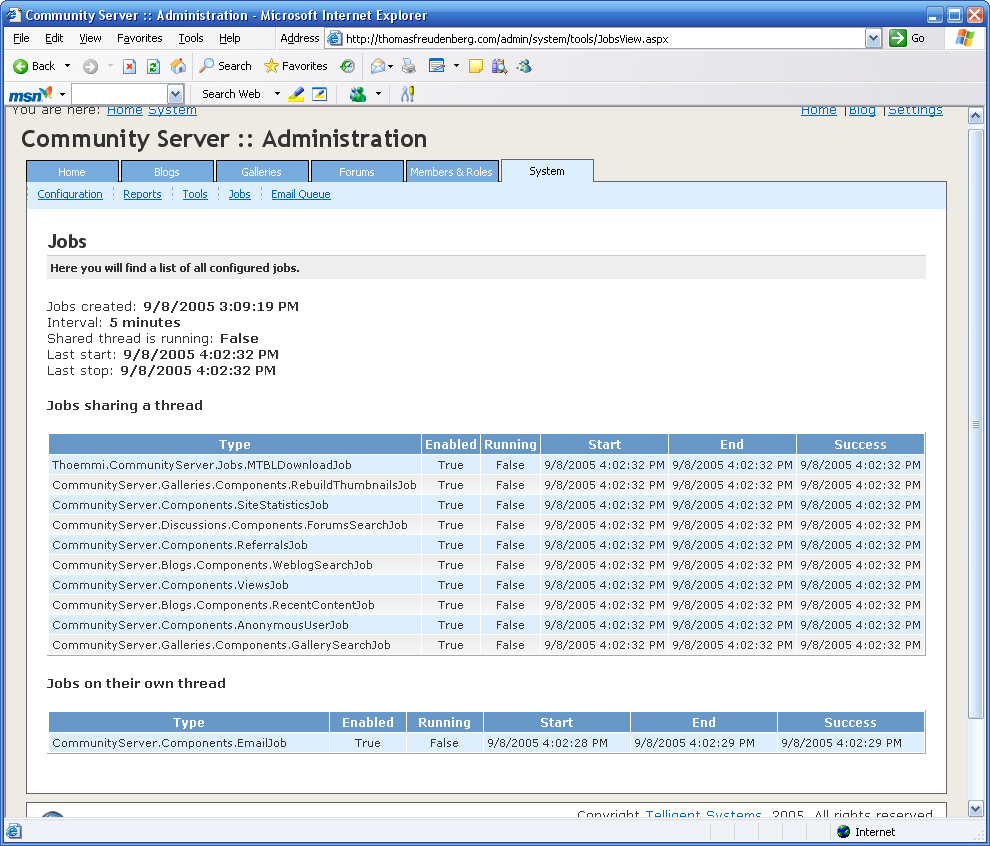 Community Server :: Administration - Microsoft Internet Explorer
File Edit View Favorites Tools Help Address http://thomasfreudenberg.com/admin/system/tools/JobsView.aspx Go
Back Search Favorites
msn Search Web
You are here: Home System Home | Blog | Settings
Community Server :: Administration
Home Blogs Galleries Forums Members & Roles System
Configuration Reports Tools Jobs Email Queue
Jobs
Here you will find a list of all configured jobs.
Jobs created: 9/8/2005 3:09:19 PM
Interval: 5 minutes
Shared thread is running: False
Last start: 9/8/2005 4:02:32 PM
Last stop: 9/8/2005 4:02:32 PM
Jobs sharing a thread
Type Enabled Running Start End Success
Thoemmi.CommunityServer.Jobs.MTBLDownloadJob True False 9/8/2005 4:02:32 PM 9/8/2005 4:02:32 PM 9/8/2005 4:02:32 PM
CommunityServer.Galleries.Components.RebuildThumbnailsJob True False 9/8/2005 4:02:32 PM 9/8/2005 4:02:32 PM 9/8/2005 4:02:32 PM
CommunityServer.Components.SiteStatisticsJob True False 9/8/2005 4:02:32 PM 9/8/2005 4:02:32 PM 9/8/2005 4:02:32 PM
CommunityServer.Discussions.Components.ForumsSearchJob True False 9/8/2005 4:02:32 PM 9/8/2005 4:02:32 PM 9/8/2005 4:02:32 PM
CommunityServer.Components.ReferralsJob True False 9/8/2005 4:02:32 PM 9/8/2005 4:02:32 PM 9/8/2005 4:02:32 PM
CommunityServer.Blogs.Components.WeblogSearchJob True False 9/8/2005 4:02:32 PM 9/8/2005 4:02:32 PM 9/8/2005 4:02:32 PM
CommunityServer.Components.ViewsJob True False 9/8/2005 4:02:32 PM 9/8/2005 4:02:32 PM 9/8/2005 4:02:32 PM
CommunityServer.Blogs.Components.RecentContentJob True False 9/8/2005 4:02:32 PM 9/8/2005 4:02:32 PM 9/8/2005 4:02:32 PM
CommunityServer.Components.AnonymousUserJob True False 9/8/2005 4:02:32 PM 9/8/2005 4:02:32 PM 9/8/2005 4:02:32 PM
CommunityServer.Galleries.Components.GallerySearchJob True False 9/8/2005 4:02:32 PM 9/8/2005 4:02:32 PM 9/8/2005 4:02:32 PM
Jobs on their own thread
Type Enabled Running Start End Success
CommunityServer.Components.EmailJob True False 9/8/2005 4:02:28 PM 9/8/2005 4:02:29 PM 9/8/2005 4:02:29 PM
Copyright Telligent Systems, 2005. All rights reserved.
Internet